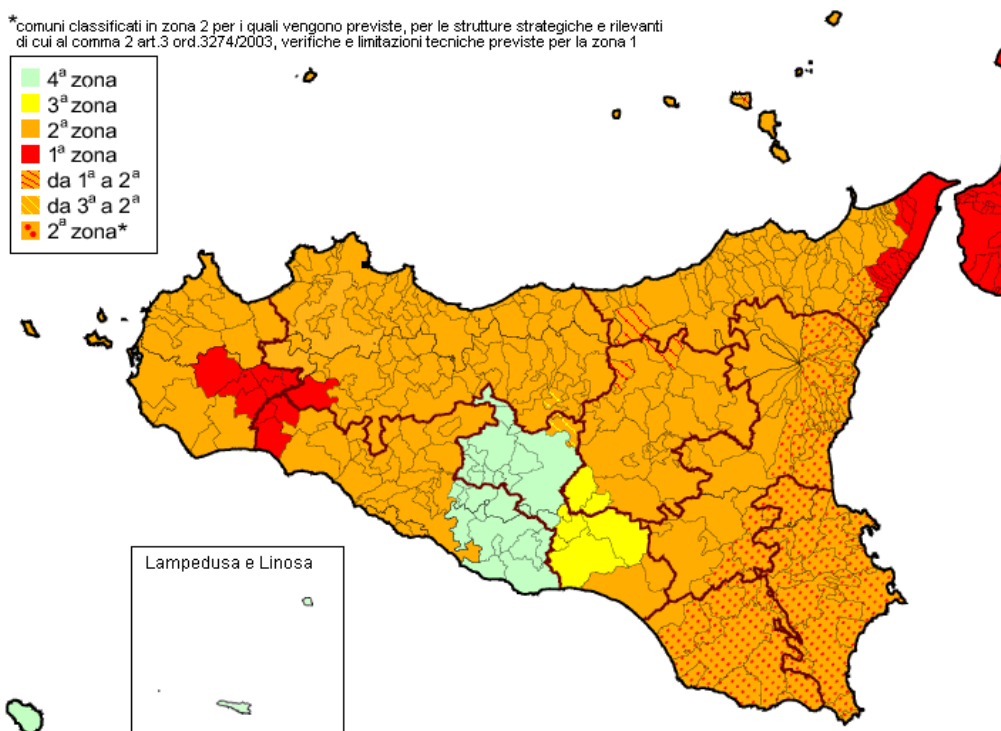 *comuni classificati in zona 2 per i quali vengono previste, per le strutture strategiche e rilevanti
di cui al comma 2 art.3 ord.3274/2003, verifiche e limitazioni tecniche previste per la zona 1
4ª zona
3ª zona
2ª zona
1ª zona
da 1ª a 2ª
da 3ª a 2ª
2ª zona*
Lampedusa e Linosa